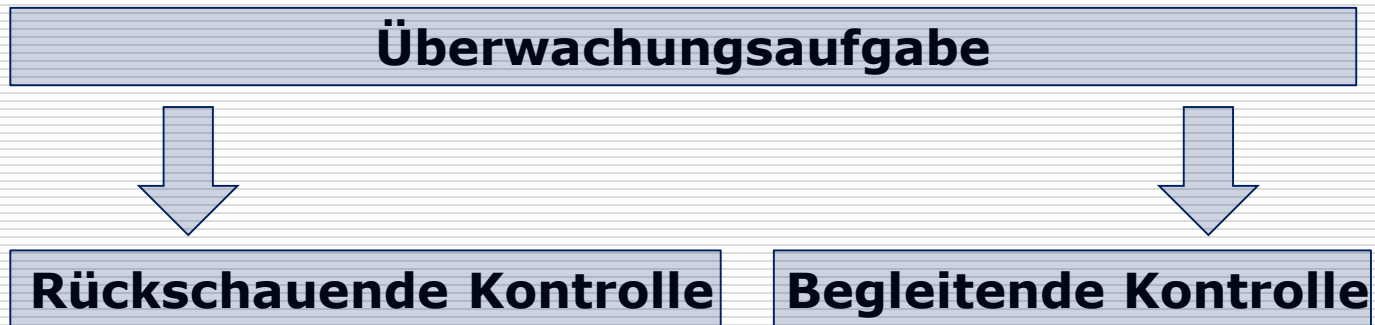 Überwachungsaufgabe
Rückschauende Kontrolle
Begleitende Kontrolle